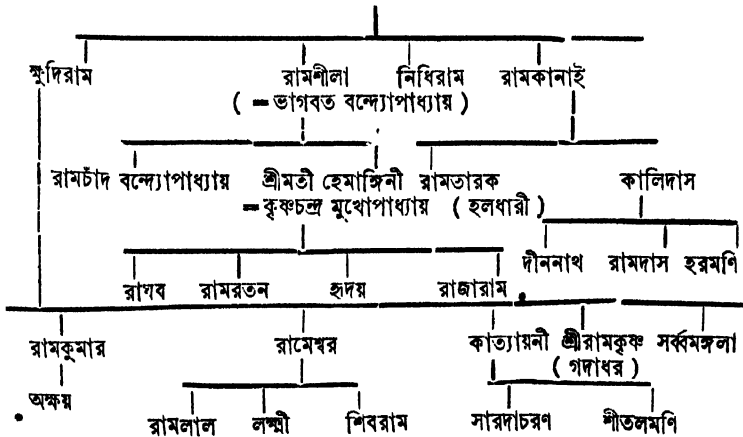 ক্ষুদিরাম রামশীলা নিধিরাম রামকানাই
( = ভাগবত বন্দ্যোপাধ্যায় )
রামচাঁদ বন্দ্যোপাধ্যায় শ্রীমতী হেমাঙ্গিনী রামতারক কালিদাস
= কৃষ্ণচন্দ্র মুখোপাধ্যায় ( হলধারী )
দীননাথ রামদাস হরমণি
রাঘব রামরতন হৃদয় রাজারাম
রামকুমার রামেশ্বর কাত্যায়নী শ্রীরামকৃষ্ণ সর্ব্বমঙ্গলা
( গদাধর )
অক্ষয়
রামলাল লক্ষ্মী শিবরাম সারদাচরণ শীতলমণি